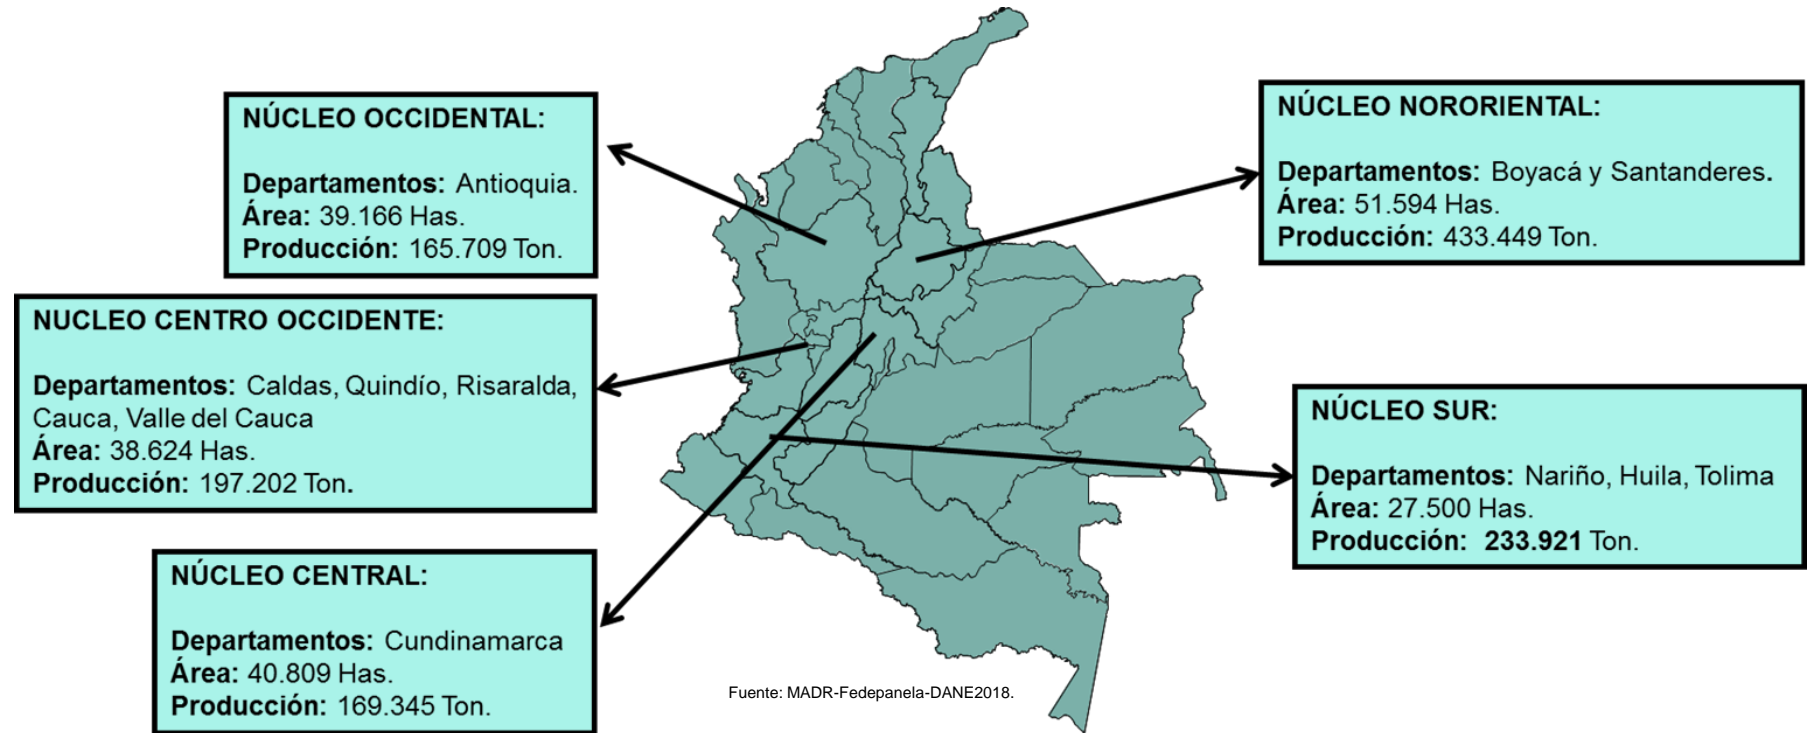 NÚCLEO OCCIDENTAL:
Departamentos: Antioquia.
Área: 39.166 Has.
Producción: 165.709 Ton.
NUCLEO CENTRO OCCIDENTE:
Departamentos: Caldas, Quindío, Risaralda,
Cauca, Valle del Cauca
Área: 38.624 Has.
Producción: 197.202 Ton.
NÚCLEO CENTRAL:
Departamentos: Cundinamarca
Área: 40.809 Has.
Producción: 169.345 Ton.
NÚCLEO NORORIENTAL:
Departamentos: Boyacá y Santanderes.
Área: 51.594 Has.
Producción: 433.449 Ton.
NÚCLEO SUR:
Departamentos: Nariño, Huila, Tolima
Área: 27.500 Has.
Producción: 233.921 Ton.
Fuente: MADR-Fedepanela-DANE2018.